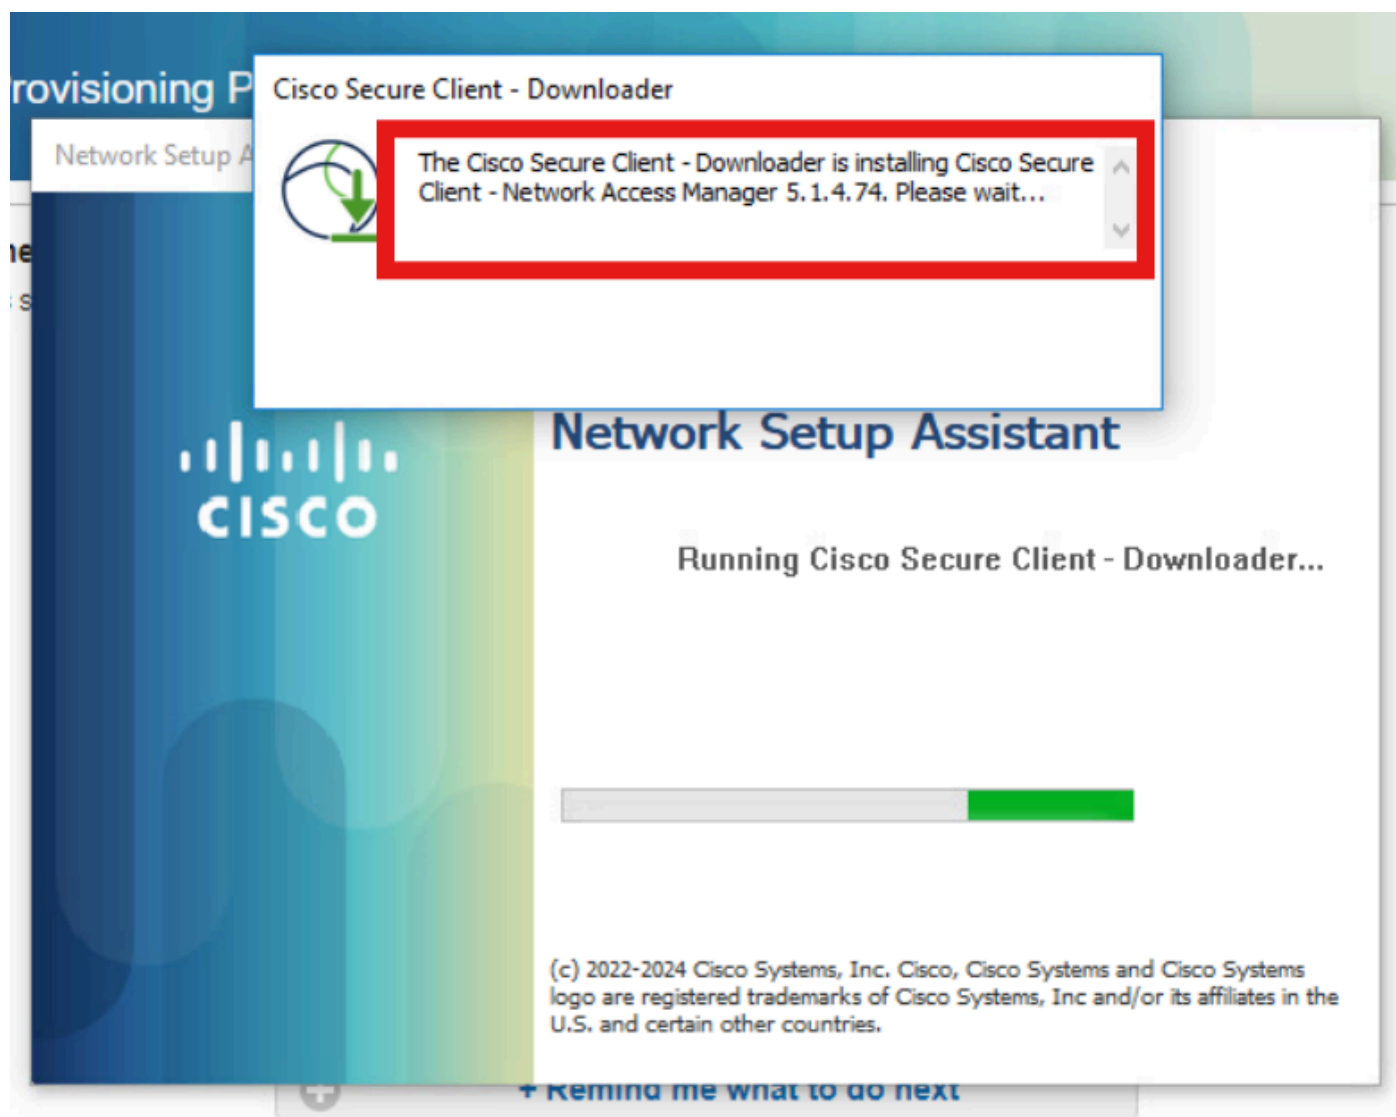 rovisioning P
Cisco Secure Client - Downloader
Network Setup A
The Cisco Secure Client - Downloader is installing Cisco Secure
Client - Network Access Manager 5.1.4.74. Please wait...
ne
s
CISCO
Network Setup Assistant
Running Cisco Secure Client - Downloader...
(c) 2022-2024 Cisco Systems, Inc. Cisco, Cisco Systems and Cisco Systems
logo are registered trademarks of Cisco Systems, Inc and/or its affiliates in the
U.S. and certain other countries.
+ Remind me what to do next